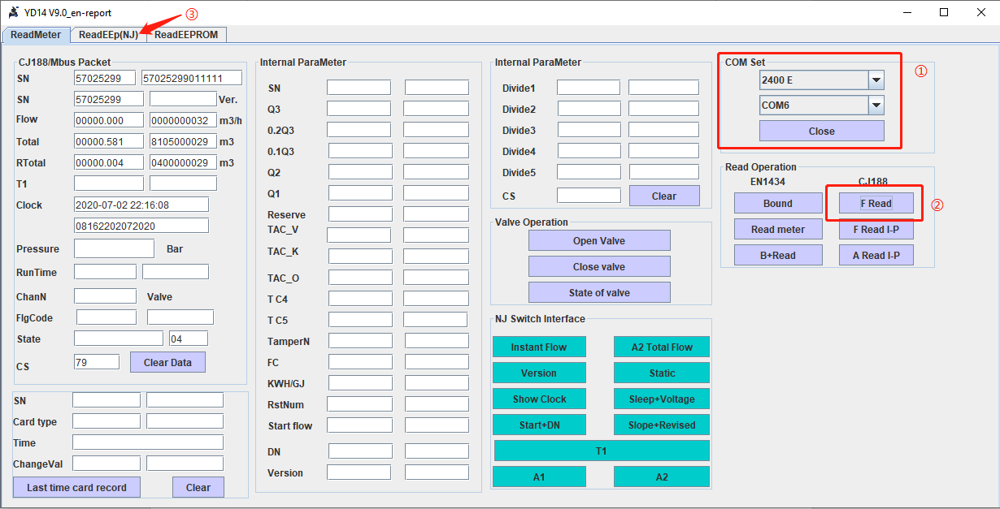 YD14 V9.0_en-report
③
ReadMeter ReadEEp(NJ) ReadEEPROM
CJ188/Mbus Packet
SN 57025299 57025299011111
SN 57025299 Ver.
Flow 00000.000 0000000032 m3/h
Total 00000.581 8105000029 m3
RTotal 00000.004 0400000029 m3
T1
Clock 2020-07-02 22:16:08
08162202072020
Pressure Bar
RunTime
ChanN Valve
FlgCode
State 04
CS 79 Clear Data
SN
Card type
Time
ChangeVal
Last time card record Clear
Internal ParaMeter
SN
Q3
0.2Q3
0.1Q3
Q2
Q1
Reserve
TAC_V
TAC_K
TAC_O
T C4
T C5
TamperN
FC
KWH/GJ
RstNum
Start flow
DN
Version
Internal ParaMeter
Divide1
Divide2
Divide3
Divide4
Divide5
CS Clear
Valve Operation
Open Valve
Close valve
State of valve
NJ Switch Interface
Instant Flow A2 Total Flow
Version Static
Show Clock Sleep+Voltage
Start+DN Slope+Revised
T1
A1 A2
COM Set
①
2400 E
COM6
Close
Read Operation
EN1434 CJ188
Bound F Read ②
Read meter F Read I-P
B+Read A Read I-P